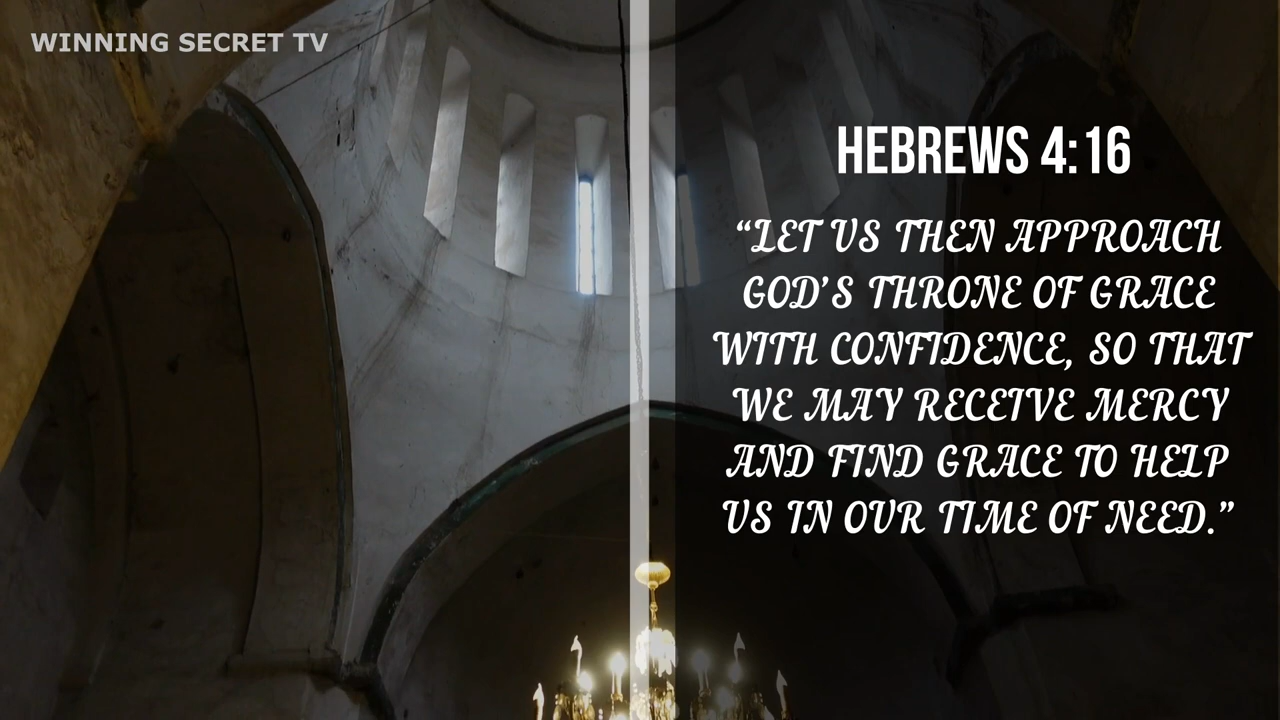 WINNING SECRET TV
HEBREWS 4:16
“LET US THEN APPROACH
GOD’S THRONE OF GRACE
WITH CONFIDENCE, SO THAT
WE MAY RECEIVE MERCY
AND FIND GRACE TO HELP
US IN OUR TIME OF NEED.”